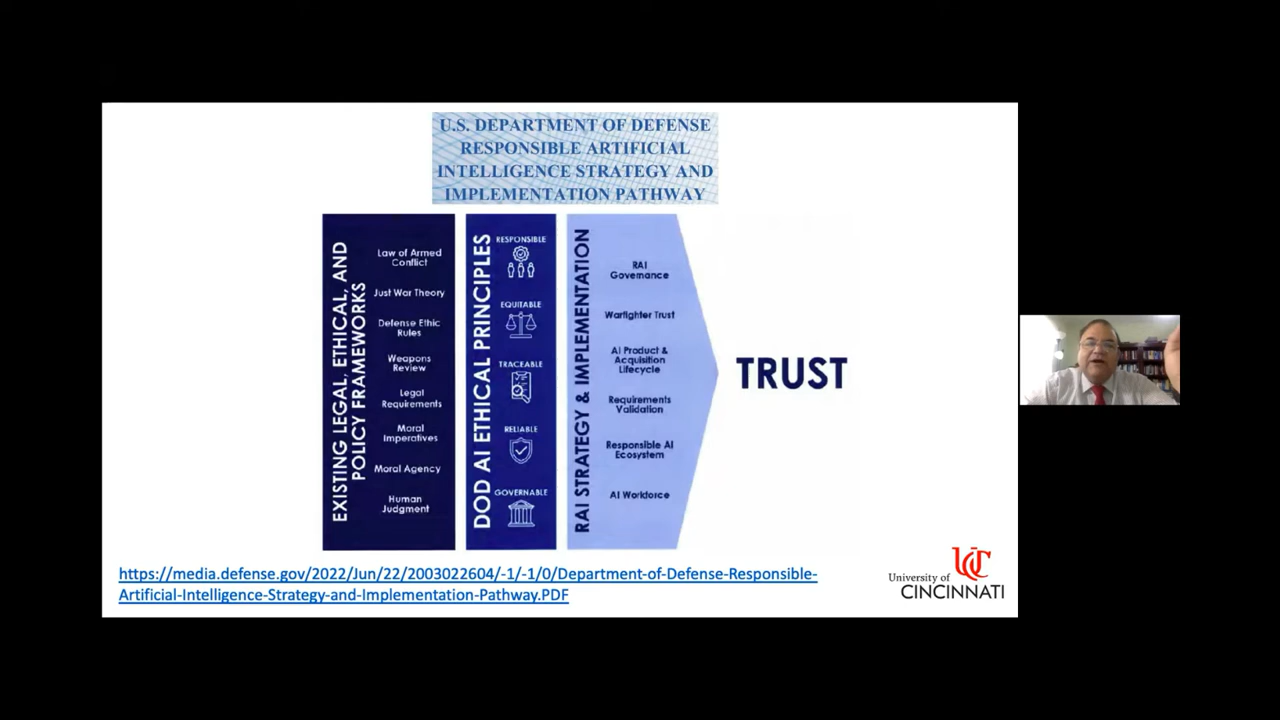 U.S. DEPARTMENT OF DEFENSE
RESPONSIBLE ARTIFICIAL
INTELLIGENCE STRATEGY AND
IMPLEMENTATION PATHWAY
EXISTING LEGAL, ETHICAL, AND
POLICY FRAMEWORKS
Law of Armed
Conflict
Just War Theory
Defense Ethic
Rules
Weapons
Review
Legal
Requirements
Moral
Imperatives
Moral Agency
Human
Judgment
DOD AI ETHICAL PRINCIPLES
RESPONSIBLE
EQUITABLE
TRACEABLE
RELIABLE
GOVERNABLE
RAI STRATEGY & IMPLEMENTATION
RAI
Governance
Warfighter Trust
AI Product &
Acquisition
Lifecycle
Requirements
Validation
Responsible AI
Ecosystem
AI Workforce
TRUST
https://media.defense.gov/2022/Jun/22/2003022604/-1/-1/0/Department-of-Defense-Responsible-
Artificial-Intelligence-Strategy-and-Implementation-Pathway.PDF
UC
University of
CINCINNATI